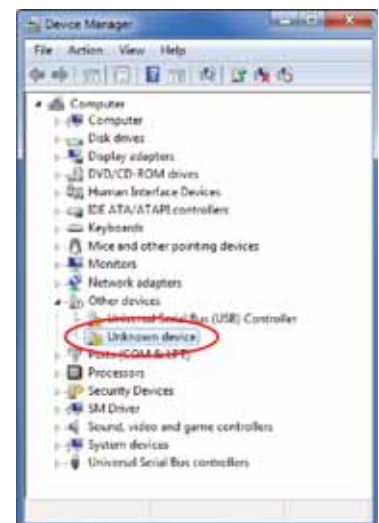 Device Manager
File Action View Help
Computer
Computer
Disk drives
Display adapters
DVD/CD-ROM drives
Human Interface Devices
IDE ATA/ATAPI controllers
Keyboards
Mice and other pointing devices
Monitors
Network adapters
Other devices
Universal Serial Bus (USB) Controller
Unknown device
Ports (COM & LPT)
Processors
Security Devices
SM Driver
Sound, video and game controllers
System devices
Universal Serial Bus controllers